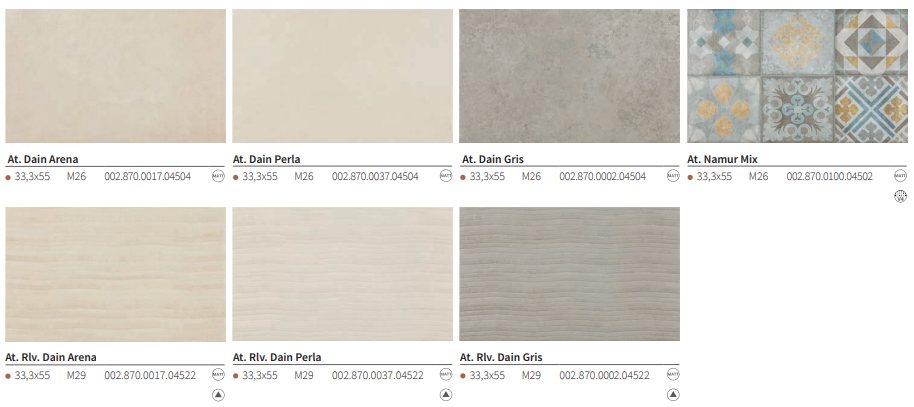 At. Dain Arena
33,3x55 M26 002.870.0017.04504 MATT
At. Dain Perla
33,3x55 M26 002.870.0037.04504 MATT
At. Dain Gris
33,3x55 M26 002.870.0002.04504 MATT
At. Namur Mix
33,3x55 M26 002.870.0100.04502 MATT
At. Rlv. Dain Arena
33,3x55 M29 002.870.0017.04522 MATT
At. Rlv. Dain Perla
33,3x55 M29 002.870.0037.04522 MATT
At. Rlv. Dain Gris
33,3x55 M29 002.870.0002.04522 MATT